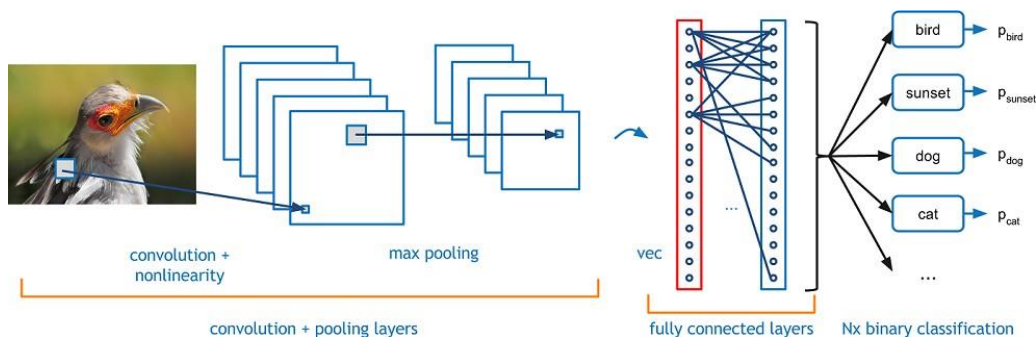 bird
p_bird
sunset
p_sunset
dog
p_dog
cat
p_cat
...
...
convolution +
nonlinearity
max pooling
vec
convolution + pooling layers
fully connected layers
Nx binary classification